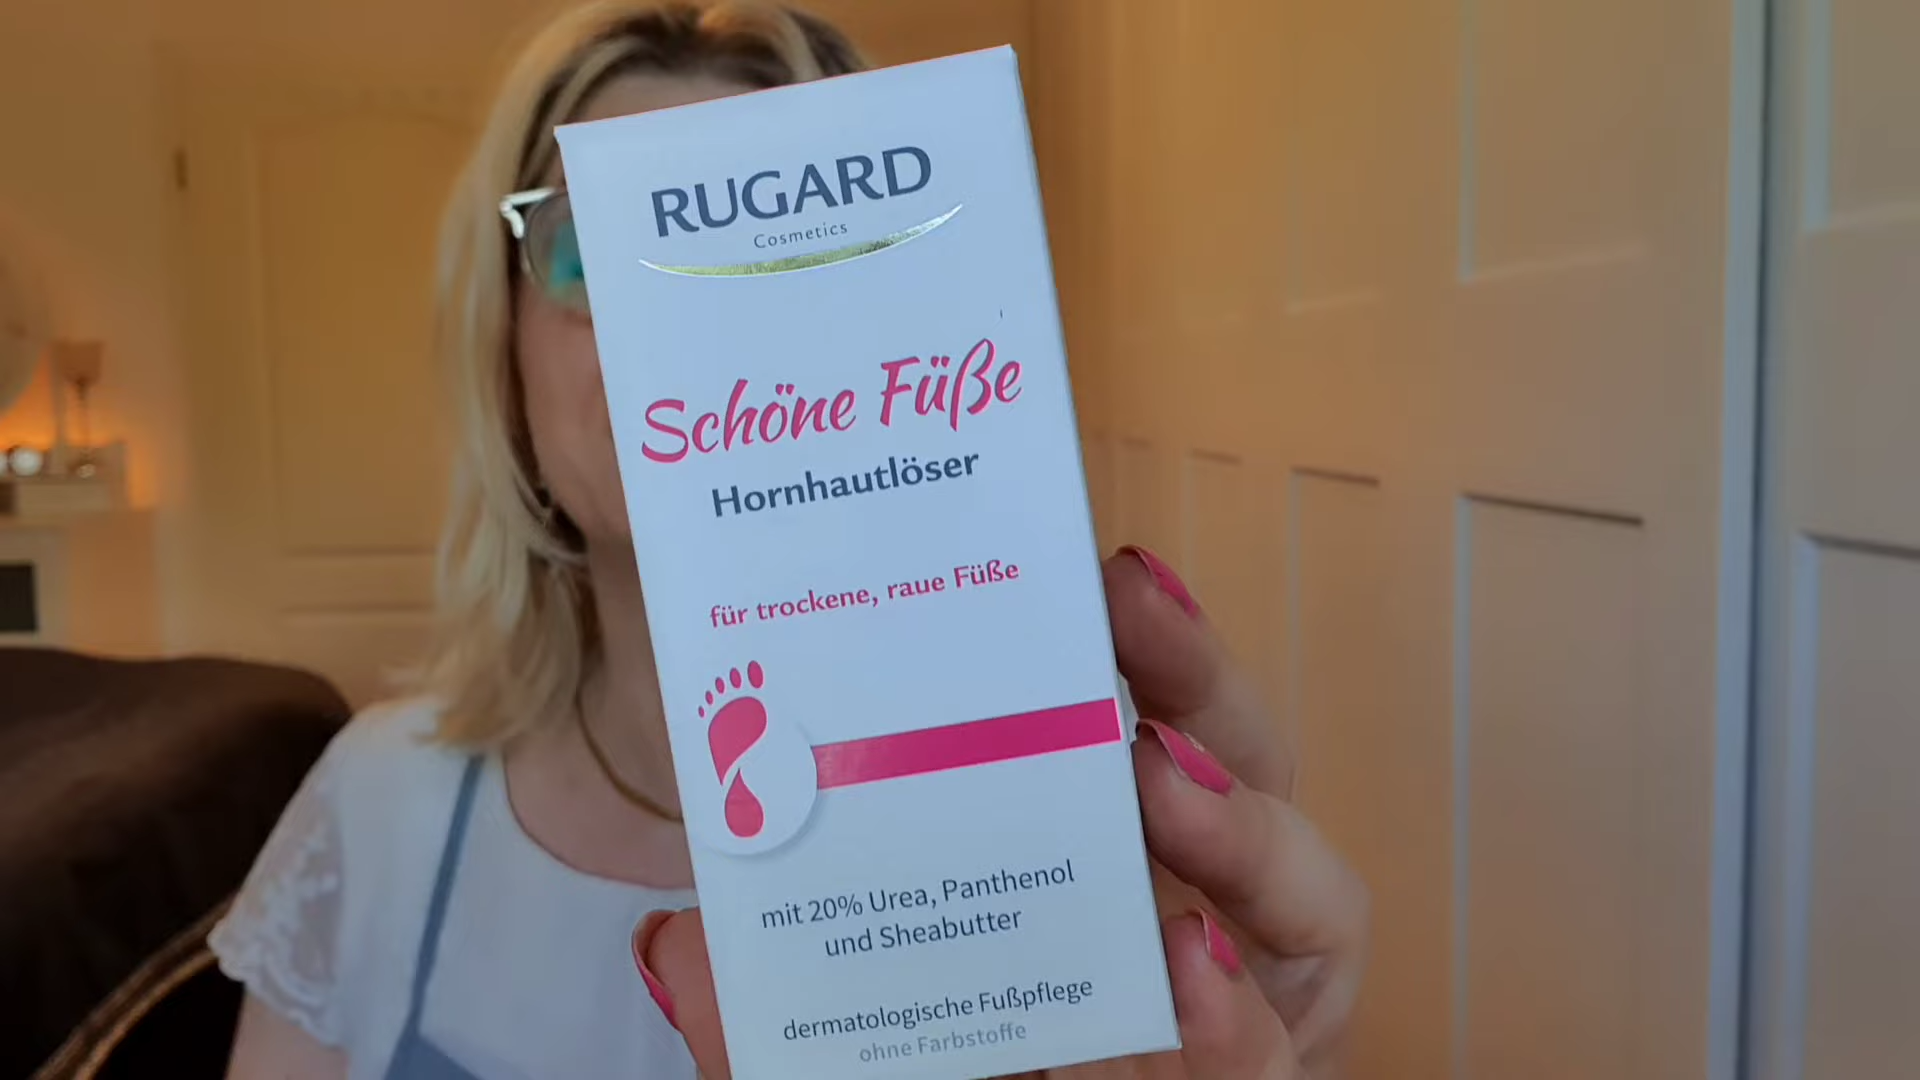 RUGARD
Cosmetics
Schöne Füße
Hornhautlöser
für trockene, raue Füße
mit 20% Urea, Panthenol
und Sheabutter
dermatologische Fußpflege
ohne Farbstoffe